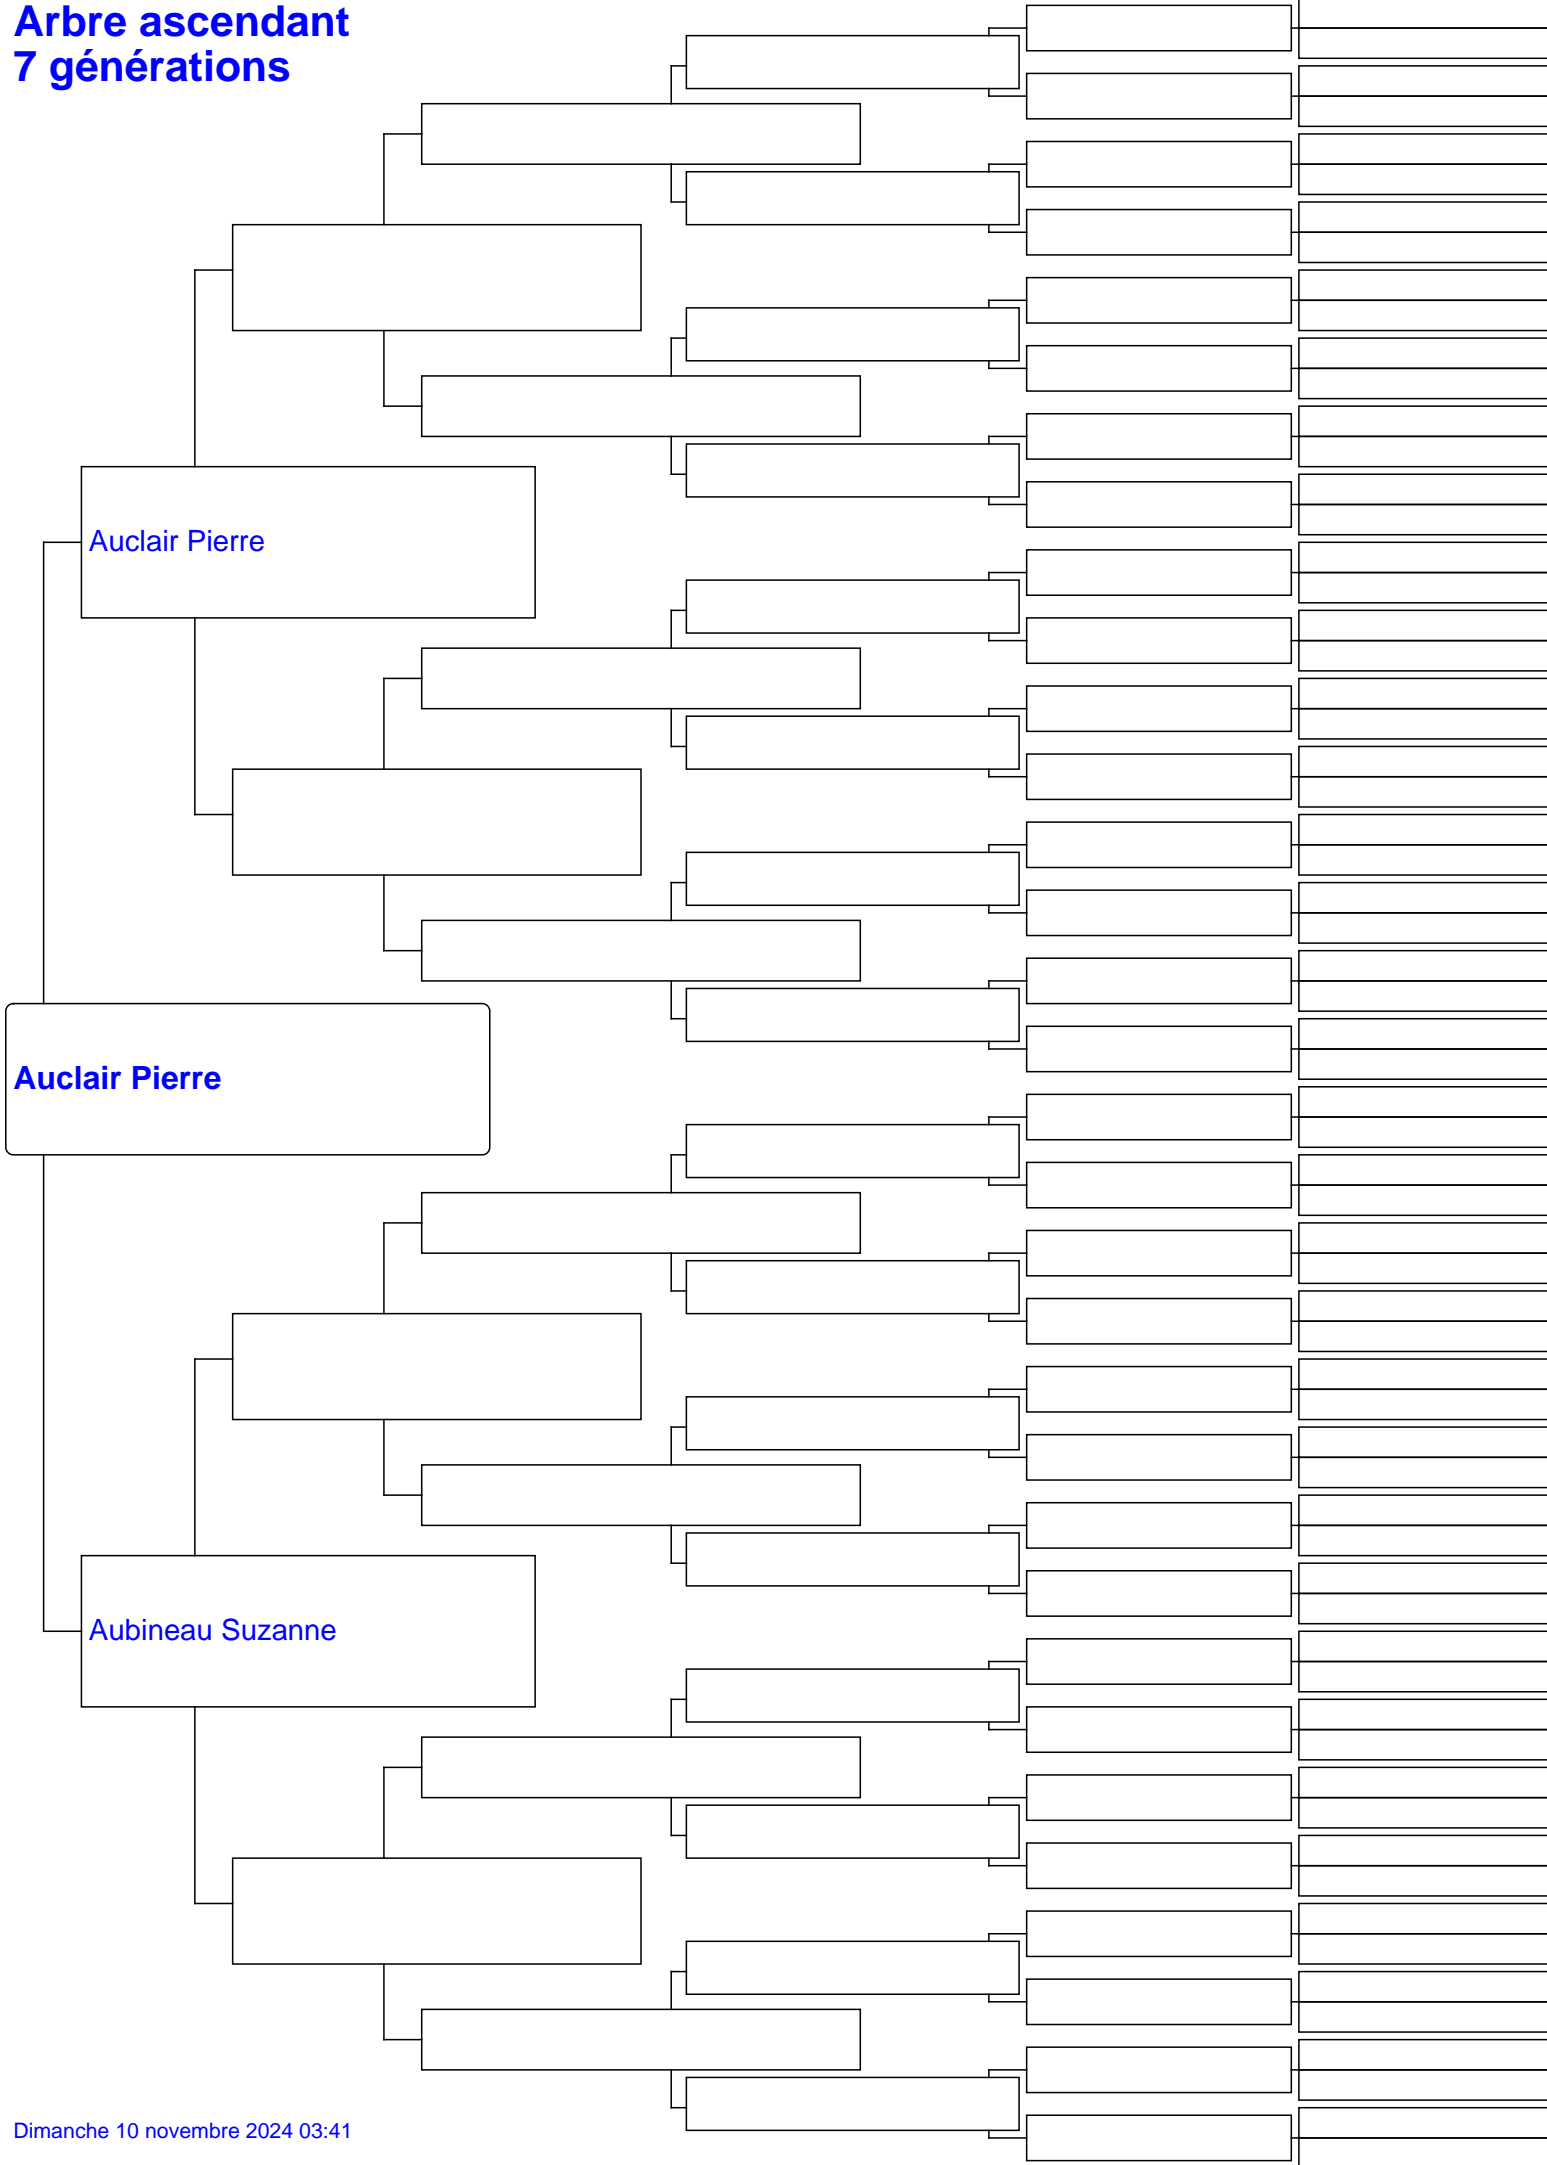 Arbre ascendant
7 générations
Auclair Pierre
Auclair Pierre
Aubineau Suzanne
Dimanche 10 novembre 2024 03:41